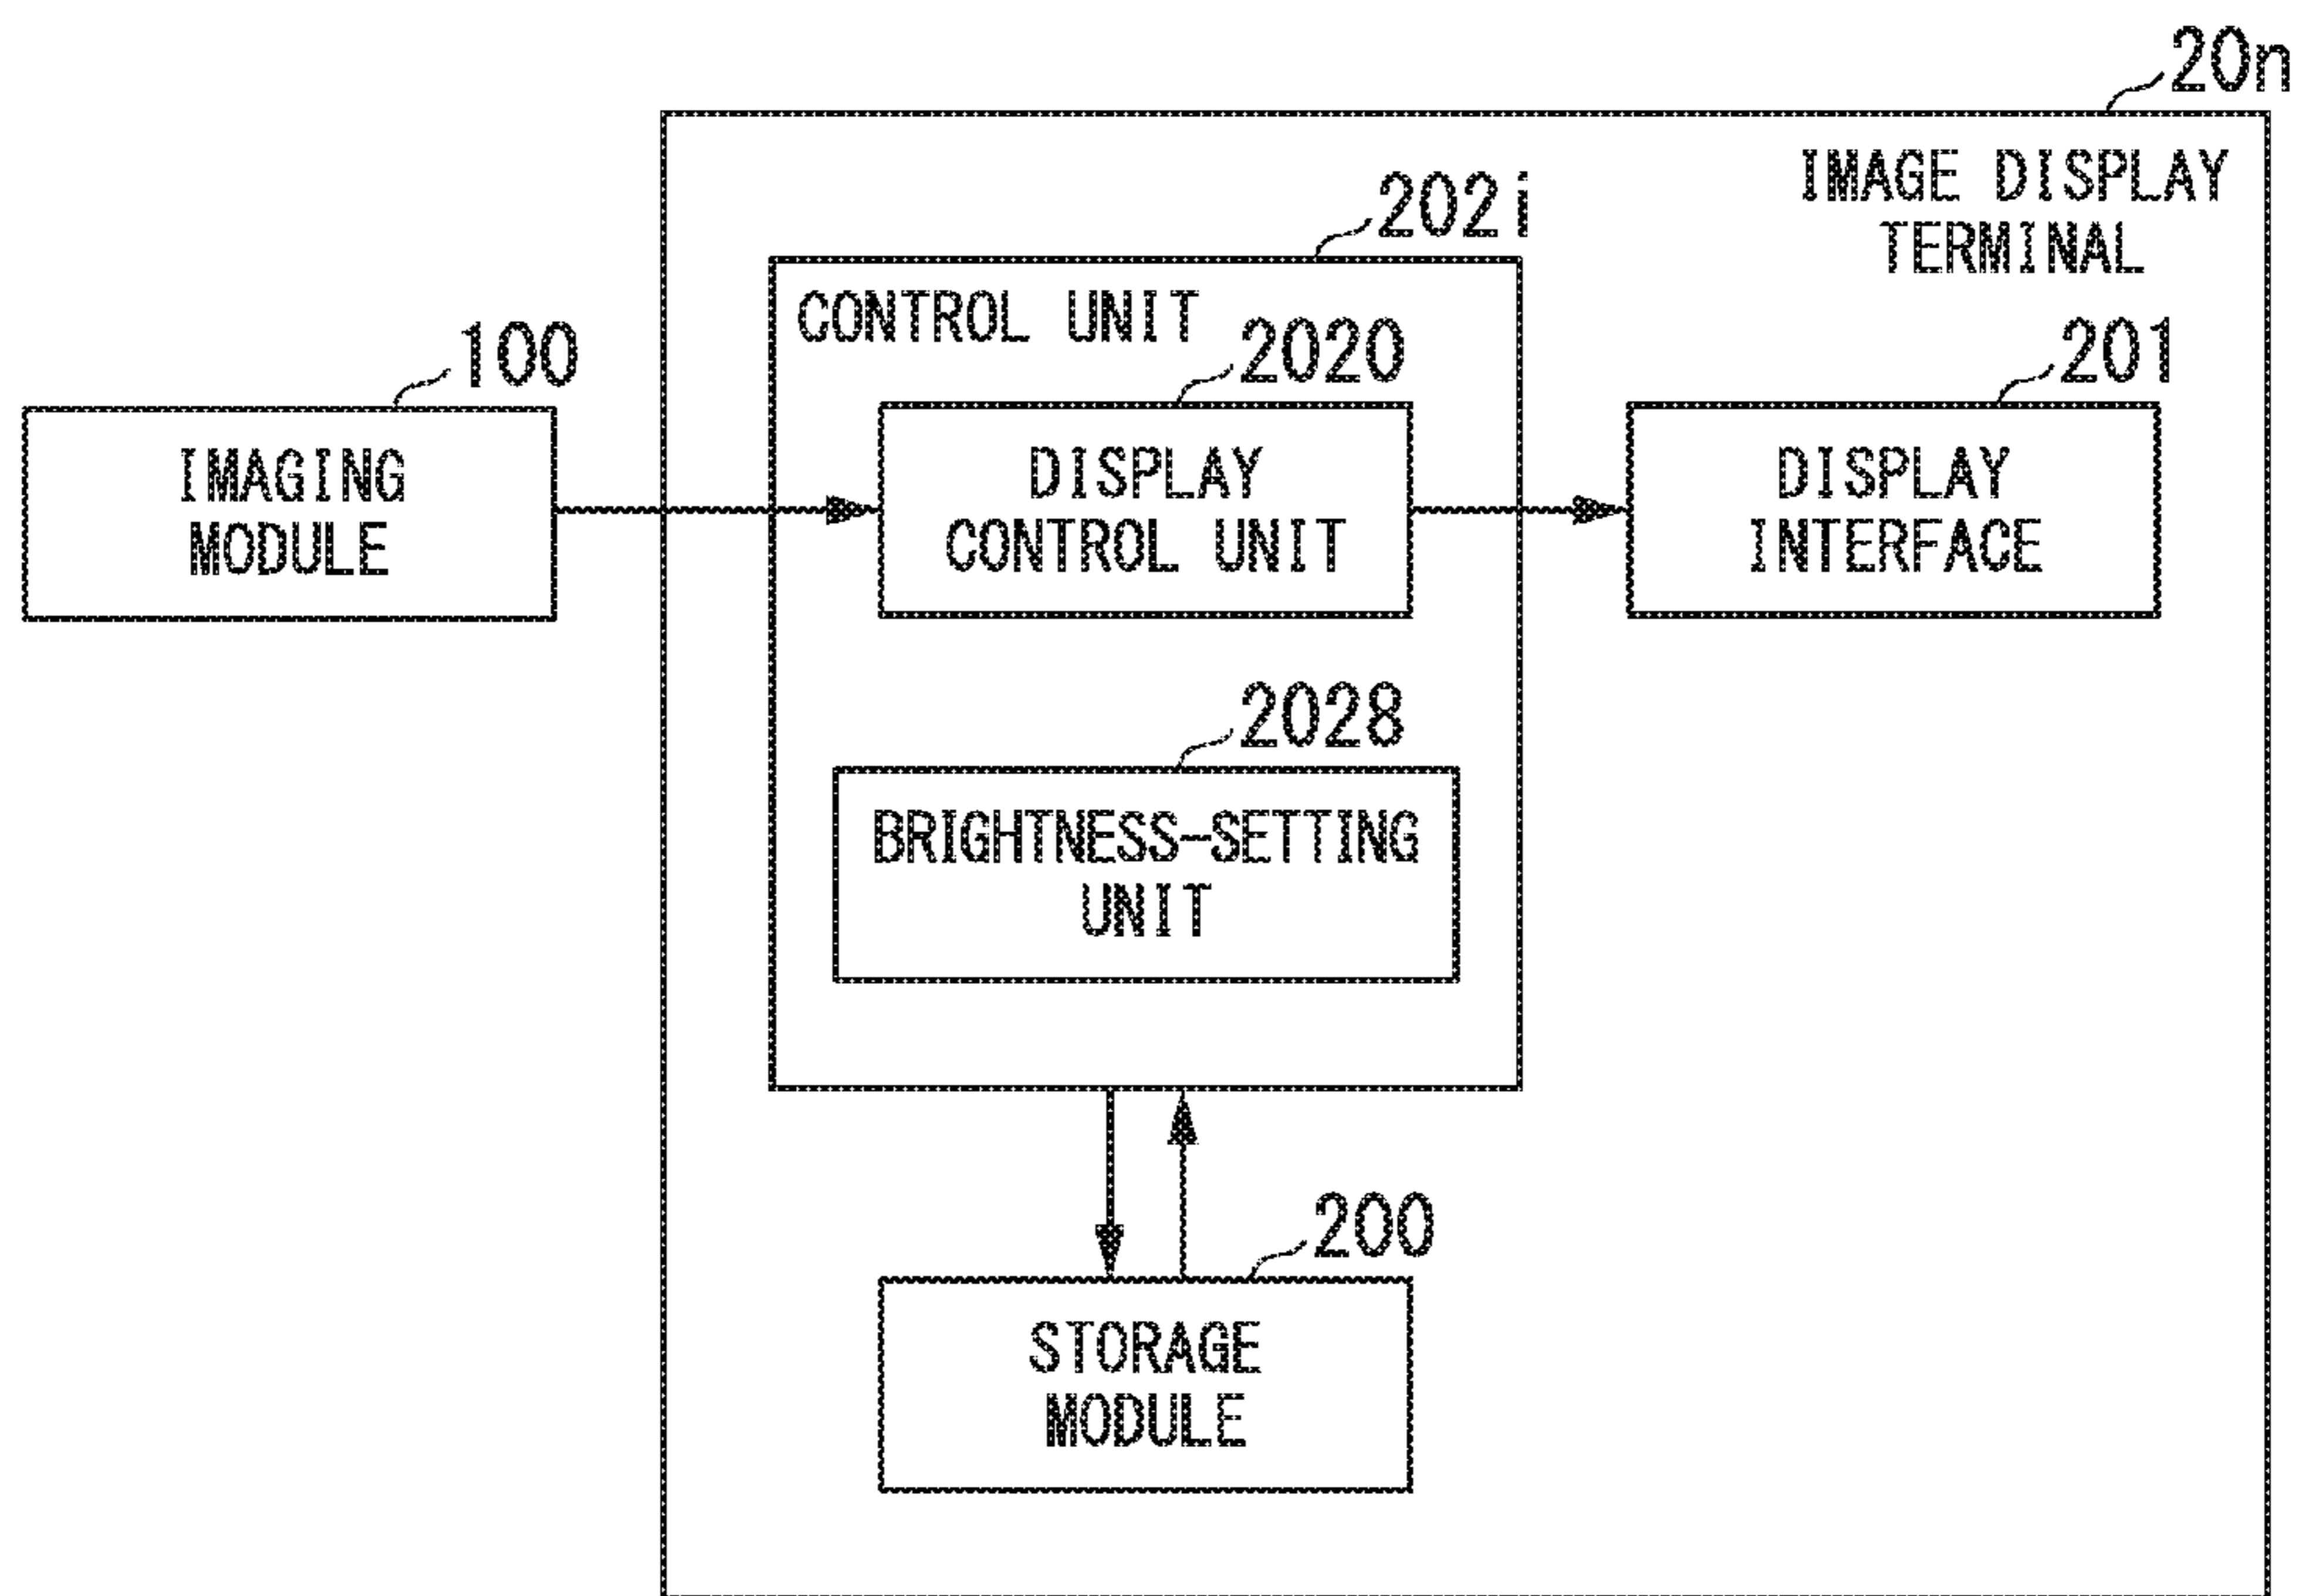 20n
IMAGE DISPLAY
TERMINAL
202i
CONTROL UNIT
100
IMAGING
MODULE
2020
DISPLAY
CONTROL UNIT
201
DISPLAY
INTERFACE
2028
BRIGHTNESS-SETTING
UNIT
200
STORAGE
MODULE